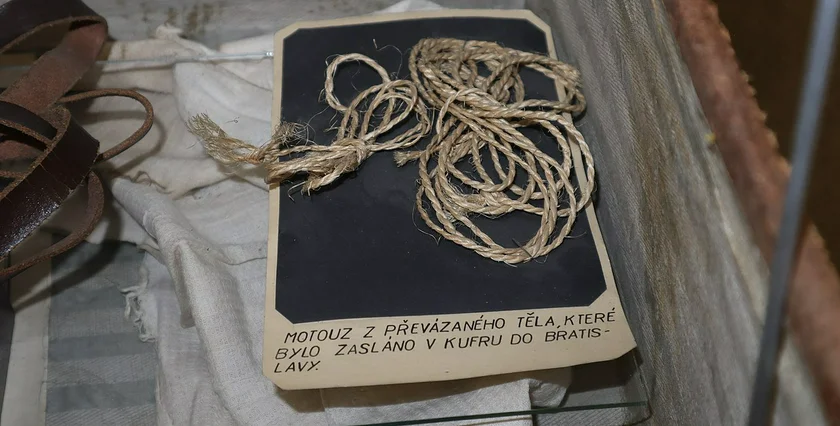 MOTOUZ Z PŘEVÁZANÉHO TĚLA, KTERÉ
BYLO ZASLÁNO V KUFRU DO BRATIS-
LAVY.